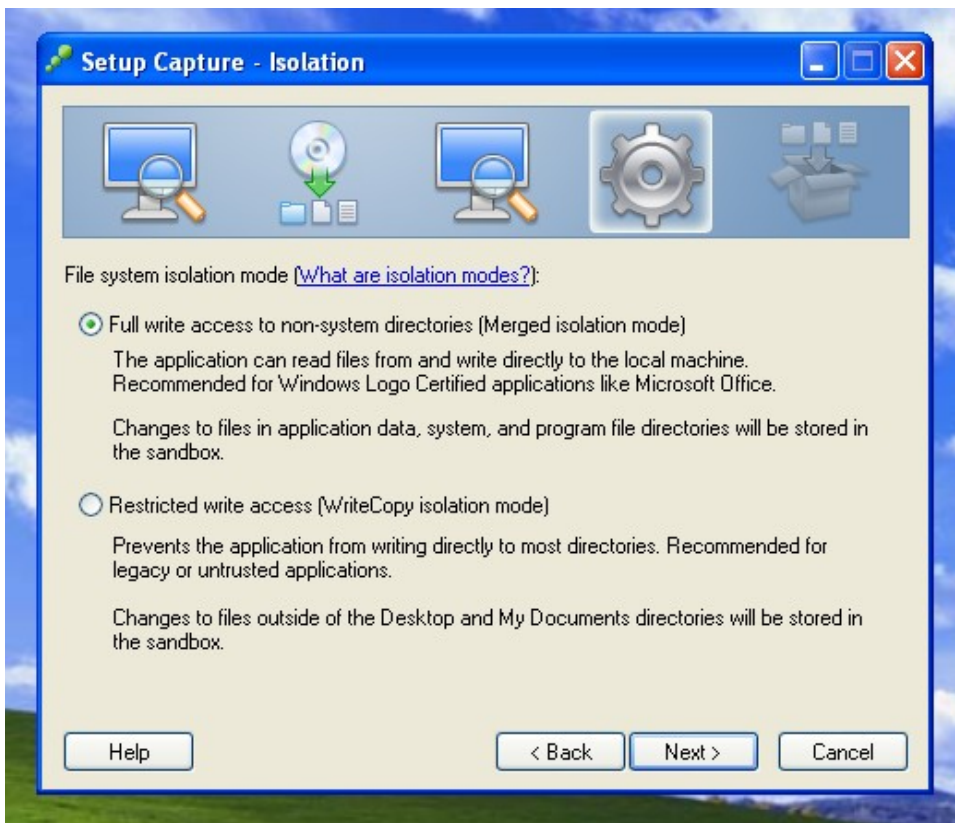 Setup Capture - Isolation
File system isolation mode (What are isolation modes?):
Full write access to non-system directories (Merged isolation mode)
The application can read files from and write directly to the local machine.
Recommended for Windows Logo Certified applications like Microsoft Office.
Changes to files in application data, system, and program file directories will be stored in
the sandbox.
Restricted write access (WriteCopy isolation mode)
Prevents the application from writing directly to most directories. Recommended for
legacy or untrusted applications.
Changes to files outside of the Desktop and My Documents directories will be stored in
the sandbox.
Help < Back Next > Cancel